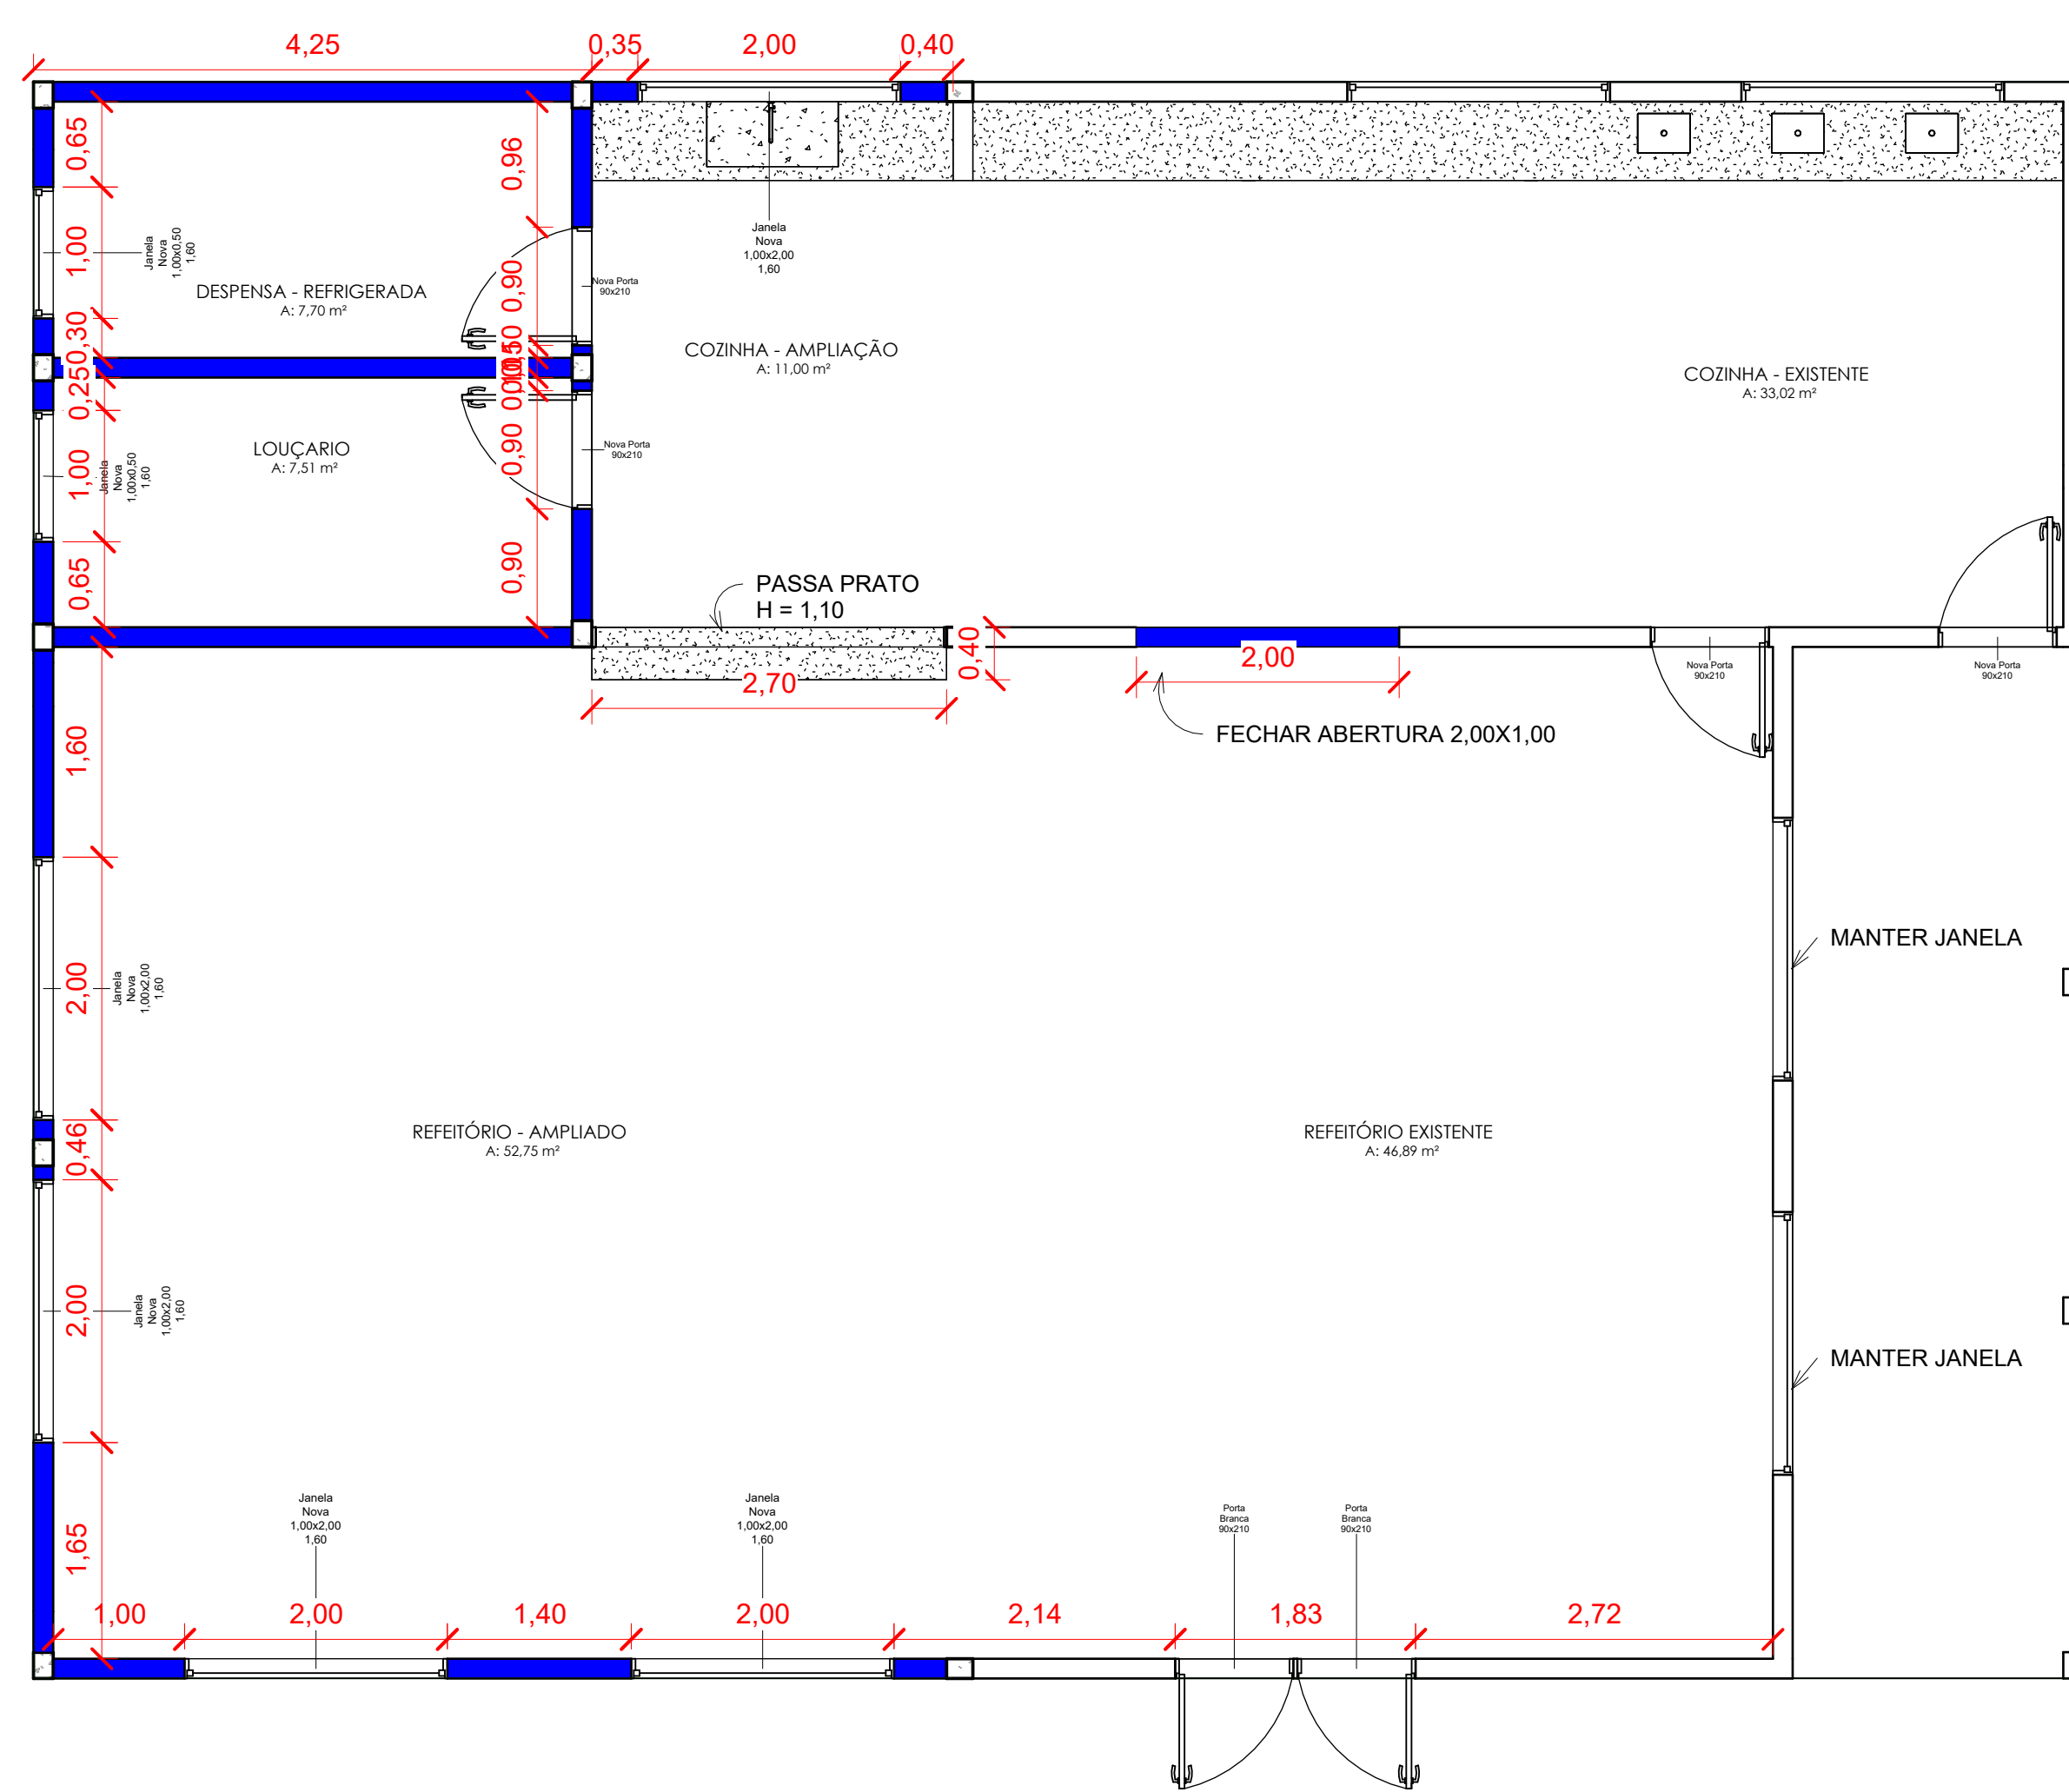 4,25
0,35
2,00
0,40
0,65
0,96
1,00
Janela
Nova
1,00x0,50
1,60
Janela
Nova
1,00x2,00
1,60
DESPENSA - REFRIGERADA
A: 7,70 m²
0,90
Nova Porta
90x210
0,30
COZINHA - AMPLIAÇÃO
A: 11,00 m²
COZINHA - EXISTENTE
A: 33,02 m²
0,25
LOUÇARIO
A: 7,51 m²
0,90
Nova Porta
90x210
1,00
Janela
Nova
1,00x0,50
1,60
0,65
0,90
PASSA PRATO
H = 1,10
0,40
2,00
2,70
Nova Porta
90x210
Nova Porta
90x210
1,60
FECHAR ABERTURA 2,00X1,00
MANTER JANELA
2,00
Janela
Nova
1,00x2,00
1,60
0,46
REFEITÓRIO - AMPLIADO
A: 52,75 m²
REFEITÓRIO EXISTENTE
A: 46,89 m²
2,00
Janela
Nova
1,00x2,00
1,60
MANTER JANELA
1,65
Janela
Nova
1,00x2,00
1,60
Janela
Nova
1,00x2,00
1,60
Porta
Branca
90x210
Porta
Branca
90x210
1,00
2,00
1,40
2,00
2,14
1,83
2,72